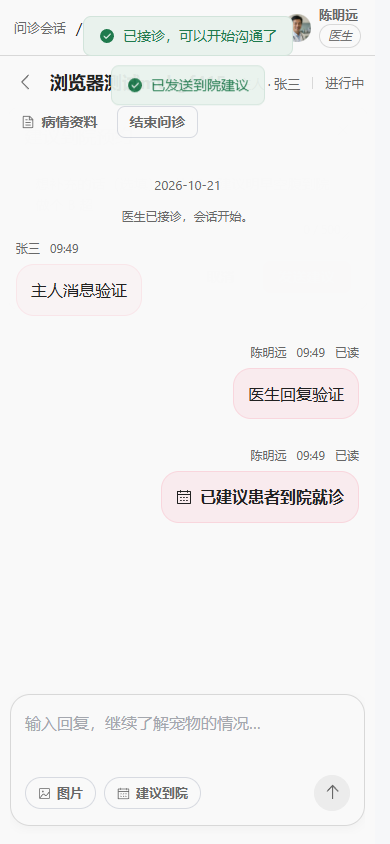 问诊会话 /
已接诊，可以开始沟通了
陈明远
医生
浏览器测
已发送到院建议
· 张三
进行中
病情资料
结束问诊
2026-10-21
医生已接诊，会话开始。
张三 09:49
主人消息验证
陈明远 09:49 已读
医生回复验证
陈明远 09:49 已读
已建议患者到院就诊
输入回复，继续了解宠物的情况...
图片
建议到院